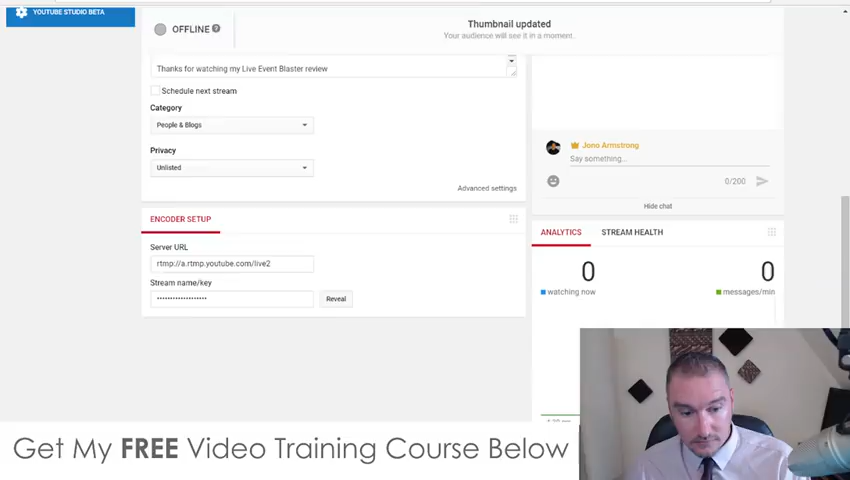 YOUTUBE STUDIO BETA
OFFLINE ?
Thumbnail updated
Your audience will see it in a moment.
Thanks for watching my Live Event Blaster review
Schedule next stream
Category
People & Blogs
Privacy
Unlisted
Advanced settings
Jono Armstrong
Say something...
0/200
Hide chat
ENCODER SETUP
Server URL
rtmp://a.rtmp.youtube.com/live2
Stream name/key
••••••••••••••••••••
Reveal
ANALYTICS STREAM HEALTH
0 0
watching now messages/min
Get My FREE Video Training Course Below